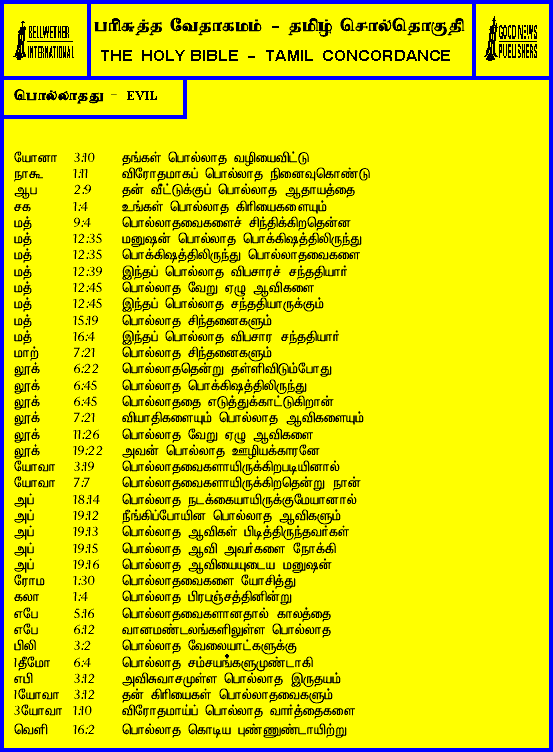 BELLWETHER
INTERNATIONAL
பரிசுத்த வேதாகமம் - தமிழ் சொல்தொகுதி
THE HOLY BIBLE - TAMIL CONCORDANCE
GOOD NEWS
PUBLISHERS
பொல்லாதது - EVIL
யோனா 3:10 தங்கள் பொல்லாத வழியைவிட்டு
நாகூ 1:11 விரோதமாகப் பொல்லாத நினைவுகொண்டு
ஆப 2:9 தன் வீட்டுக்குப் பொல்லாத ஆதாயத்தை
சக 1:4 உங்கள் பொல்லாத கிரியைகளையும்
மத் 9:4 பொல்லாதவைகளைச் சிந்திக்கிறதென்ன
மத் 12:35 மனுஷன் பொல்லாத பொக்கிஷத்திலிருந்து
மத் 12:35 பொக்கிஷத்திலிருந்து பொல்லாதவைகளை
மத் 12:39 இந்தப் பொல்லாத விபசாரச் சந்ததியார்
மத் 12:45 பொல்லாத வேறு ஏழு ஆவிகளை
மத் 12:45 இந்தப் பொல்லாத சந்ததியாருக்கும்
மத் 15:19 பொல்லாத சிந்தனைகளும்
மத் 16:4 இந்தப் பொல்லாத விபசார சந்ததியார்
மாற் 7:21 பொல்லாத சிந்தனைகளும்
லூக் 6:22 பொல்லாததென்று தள்ளிவிடும்போது
லூக் 6:45 பொல்லாத பொக்கிஷத்திலிருந்து
லூக் 6:45 பொல்லாததை எடுத்துக்காட்டுகிறான்
லூக் 7:21 வியாதிகளையும் பொல்லாத ஆவிகளையும்
லூக் 11:26 பொல்லாத வேறு ஏழு ஆவிகளை
லூக் 19:22 அவன் பொல்லாத ஊழியக்காரனே
யோவா 3:19 பொல்லாதவைகளாயிருக்கிறபடியினால்
யோவா 7:7 பொல்லாதவைகளாயிருக்கிறதென்று நான்
அப் 18:14 பொல்லாத நடக்கையாயிருக்குமேயானால்
அப் 19:12 நீங்கிப்போயின பொல்லாத ஆவிகளும்
அப் 19:13 பொல்லாத ஆவிகள் பிடித்திருந்தவர்கள்
அப் 19:15 பொல்லாத ஆவி அவர்களை நோக்கி
அப் 19:16 பொல்லாத ஆவியையுடைய மனுஷன்
ரோம 1:30 பொல்லாதவைகளை யோசித்து
கலா 1:4 பொல்லாத பிரபஞ்சத்தினின்று
எபே 5:16 பொல்லாதவைகளானதால் காலத்தை
எபே 6:12 வானமண்டலங்களிலுள்ள பொல்லாத
பிலி 3:2 பொல்லாத வேலையாட்களுக்கு
1தீமோ 6:4 பொல்லாத சம்சயங்களுமுண்டாகி
எபி 3:12 அவிசுவாசமுள்ள பொல்லாத இருதயம்
1யோவா 3:12 தன் கிரியைகள் பொல்லாதவைகளும்
3யோவா 1:10 விரோதமாய்ப் பொல்லாத வார்த்தைகளை
வெளி 16:2 பொல்லாத கொடிய புண்ணுண்டாயிற்று